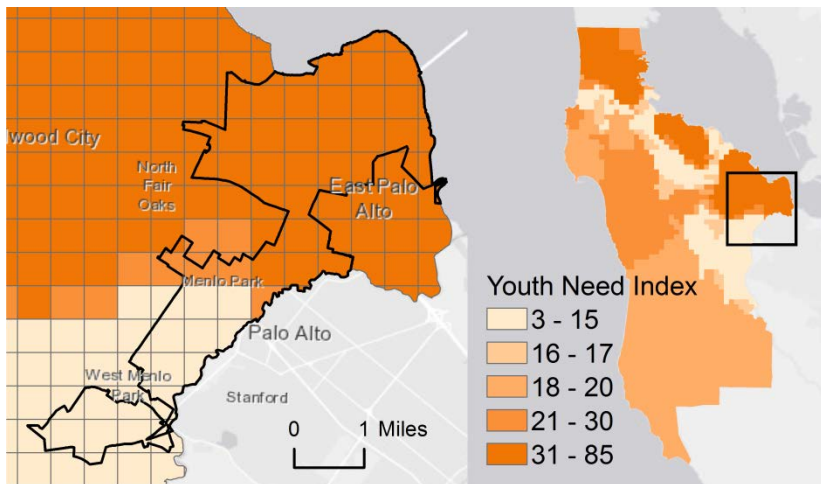 lwood City
North
Fair
Oaks
East Palo
Alto
Menlo Park
Palo Alto
West Menlo
Park
Stanford
0 1 Miles
Youth Need Index
3 - 15
16 - 17
18 - 20
21 - 30
31 - 85